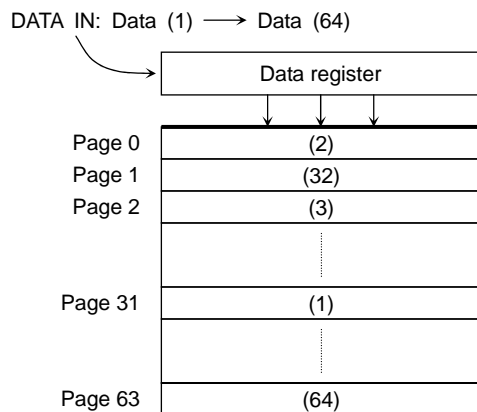 DATA IN: Data (1) → Data (64)
Data register
Page 0 (2)
Page 1 (32)
Page 2 (3)
Page 31 (1)
Page 63 (64)